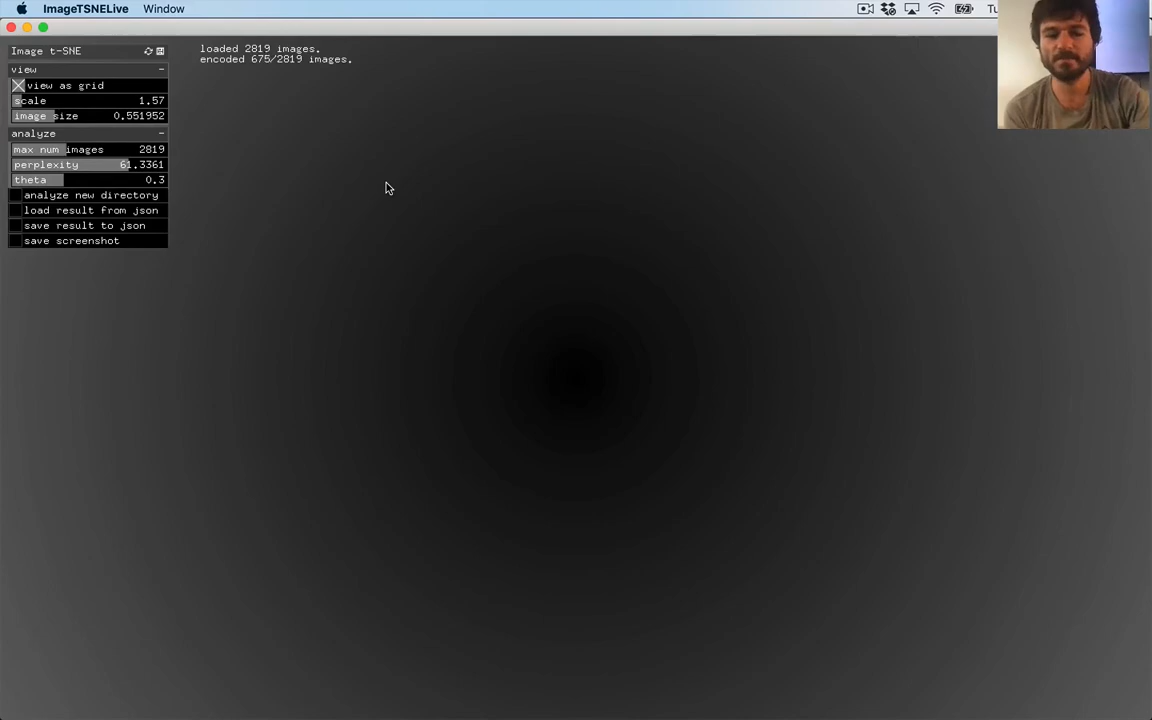 ImageTSNELive Window
Image t-SNE
loaded 2819 images.
encoded 675/2819 images.
view −
view as grid
scale 1.57
image size 0.551952
analyze −
max num images 2819
perplexity 61.3361
theta 0.3
analyze new directory
load result from json
save result to json
save screenshot